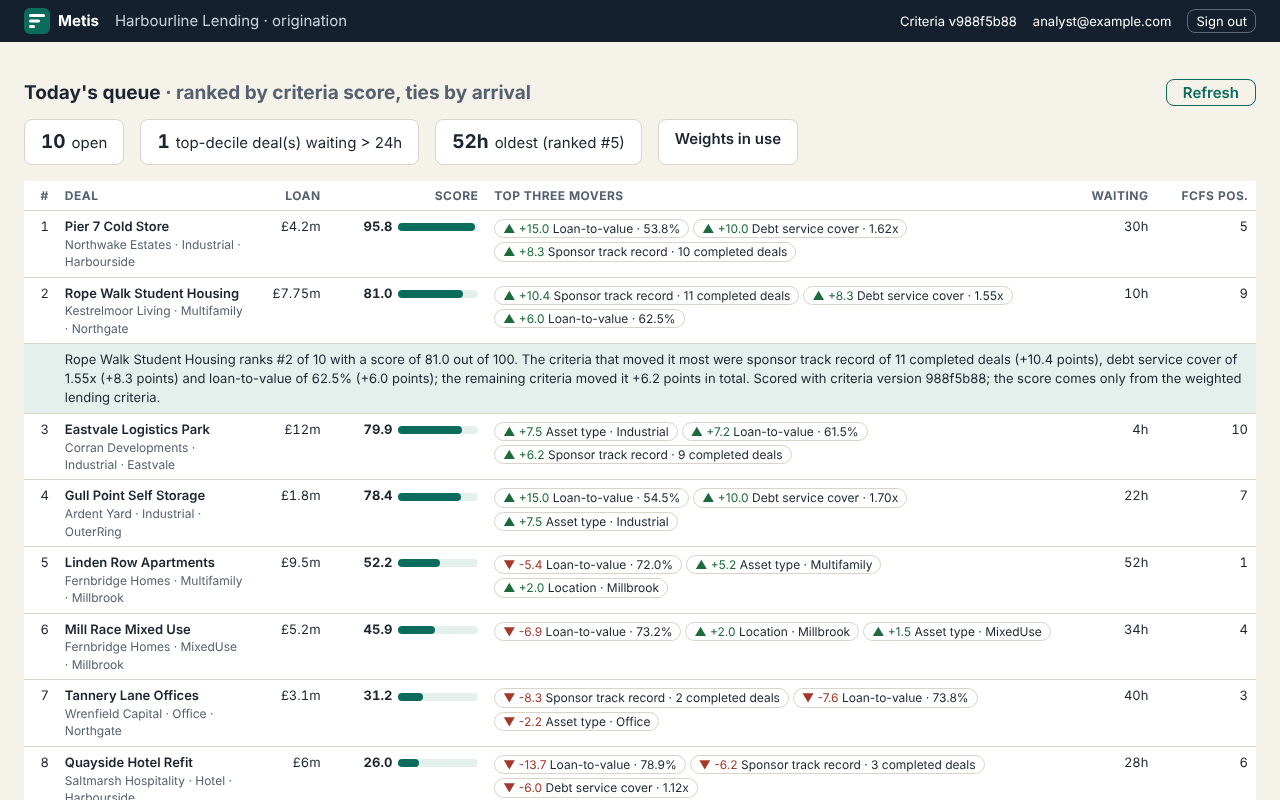 Metis Harbourline Lending · origination Criteria v988f5b88 analyst@example.com Sign out
Today's queue · ranked by criteria score, ties by arrival Refresh
10 open 1 top-decile deal(s) waiting > 24h 52h oldest (ranked #5) Weights in use
# DEAL LOAN SCORE TOP THREE MOVERS WAITING FCFS POS.
1 Pier 7 Cold Store £4.2m 95.8 ▲ +15.0 Loan-to-value · 53.8% ▲ +10.0 Debt service cover · 1.62x 30h 5
Northwake Estates · Industrial ·
Harbourside
▲ +8.3 Sponsor track record · 10 completed deals
2 Rope Walk Student Housing £7.75m 81.0 ▲ +10.4 Sponsor track record · 11 completed deals ▲ +8.3 Debt service cover · 1.55x 10h 9
Kestrelmoor Living · Multifamily
· Northgate
▲ +6.0 Loan-to-value · 62.5%
Rope Walk Student Housing ranks #2 of 10 with a score of 81.0 out of 100. The criteria that moved it most were sponsor track record of 11 completed deals (+10.4 points), debt service cover of
1.55x (+8.3 points) and loan-to-value of 62.5% (+6.0 points); the remaining criteria moved it +6.2 points in total. Scored with criteria version 988f5b88; the score comes only from the weighted
lending criteria.
3 Eastvale Logistics Park £12m 79.9 ▲ +7.5 Asset type · Industrial ▲ +7.2 Loan-to-value · 61.5% 4h 10
Corran Developments ·
Industrial · Eastvale
▲ +6.2 Sponsor track record · 9 completed deals
4 Gull Point Self Storage £1.8m 78.4 ▲ +15.0 Loan-to-value · 54.5% ▲ +10.0 Debt service cover · 1.70x 22h 7
Ardent Yard · Industrial ·
OuterRing
▲ +7.5 Asset type · Industrial
5 Linden Row Apartments £9.5m 52.2 ▼ -5.4 Loan-to-value · 72.0% ▲ +5.2 Asset type · Multifamily 52h 1
Fernbridge Homes · Multifamily
· Millbrook
▲ +2.0 Location · Millbrook
6 Mill Race Mixed Use £5.2m 45.9 ▼ -6.9 Loan-to-value · 73.2% ▲ +2.0 Location · Millbrook ▲ +1.5 Asset type · MixedUse 34h 4
Fernbridge Homes · MixedUse
· Millbrook
7 Tannery Lane Offices £3.1m 31.2 ▼ -8.3 Sponsor track record · 2 completed deals ▼ -7.6 Loan-to-value · 73.8% 40h 3
Wrenfield Capital · Office ·
Northgate
▼ -2.2 Asset type · Office
8 Quayside Hotel Refit £6m 26.0 ▼ -13.7 Loan-to-value · 78.9% ▼ -6.2 Sponsor track record · 3 completed deals 28h 6
Saltmarsh Hospitality · Hotel ·
Harbourside
▼ -6.0 Debt service cover · 1.12x